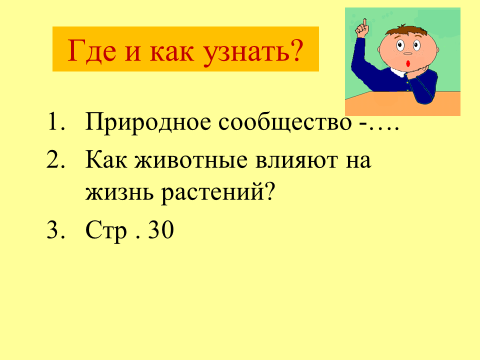 Где и как узнать?
1. Природное сообщество -….
2. Как животные влияют на
жизнь растений?
3. Стр . 30